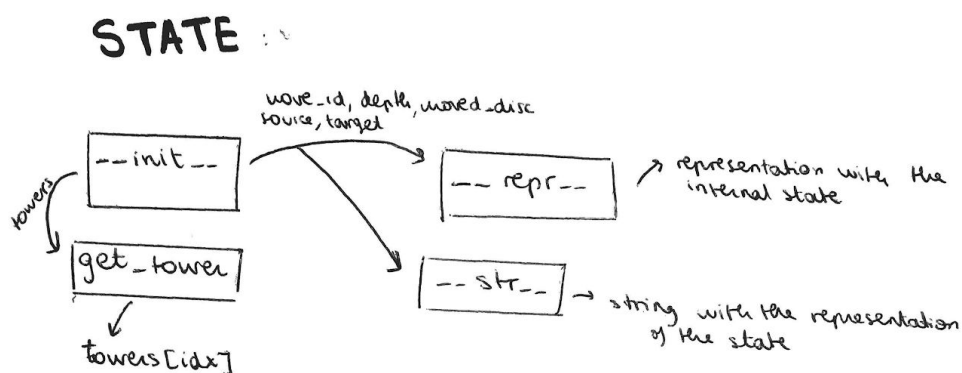 STATE
move_id, depth, moved_disc
source, target
__init__
__repr__
representation with the
internal state
towers
get_tower
__str__
string with the representation
of the state
towers[idx]